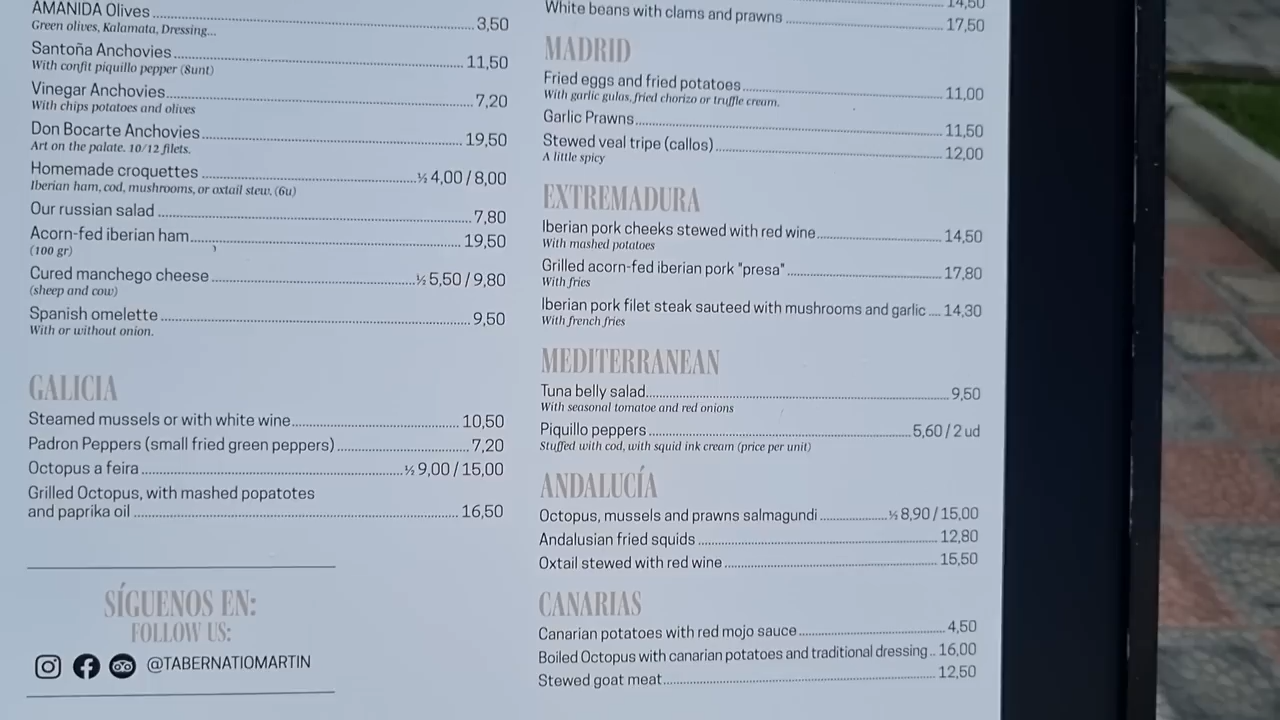 AMANIDA Olives 3,50
Green olives, Kalamata, Dressing...
Santoña Anchovies 11,50
With confit piquillo pepper (8unt)
Vinegar Anchovies 7,20
With chips potatoes and olives
Don Bocarte Anchovies 19,50
Art on the palate. 10/12 filets.
Homemade croquettes ½ 4,00 / 8,00
Iberian ham, cod, mushrooms, or oxtail stew. (6u)
Our russian salad 7,80
Acorn-fed iberian ham 19,50
(100 gr)
Cured manchego cheese ½ 5,50 / 9,80
(sheep and cow)
Spanish omelette 9,50
With or without onion.
GALICIA
Steamed mussels or with white wine 10,50
Padron Peppers (small fried green peppers) 7,20
Octopus a feira ½ 9,00 / 15,00
Grilled Octopus, with mashed popatotes
and paprika oil 16,50
SÍGUENOS EN:
FOLLOW US:
@TABERNATIOMARTIN
14,50
White beans with clams and prawns 17,50
MADRID
Fried eggs and fried potatoes 11,00
With garlic gulas, fried chorizo or truffle cream.
Garlic Prawns 11,50
Stewed veal tripe (callos) 12,00
A little spicy
EXTREMADURA
Iberian pork cheeks stewed with red wine 14,50
With mashed potatoes
Grilled acorn-fed iberian pork "presa" 17,80
With fries
Iberian pork filet steak sauteed with mushrooms and garlic 14,30
With french fries
MEDITERRANEAN
Tuna belly salad 9,50
With seasonal tomatoe and red onions
Piquillo peppers 5,60 / 2 ud
Stuffed with cod, with squid ink cream (price per unit)
ANDALUCÍA
Octopus, mussels and prawns salmagundi ½ 8,90 / 15,00
Andalusian fried squids 12,80
Oxtail stewed with red wine 15,50
CANARIAS
Canarian potatoes with red mojo sauce 4,50
Boiled Octopus with canarian potatoes and traditional dressing 16,00
Stewed goat meat 12,50